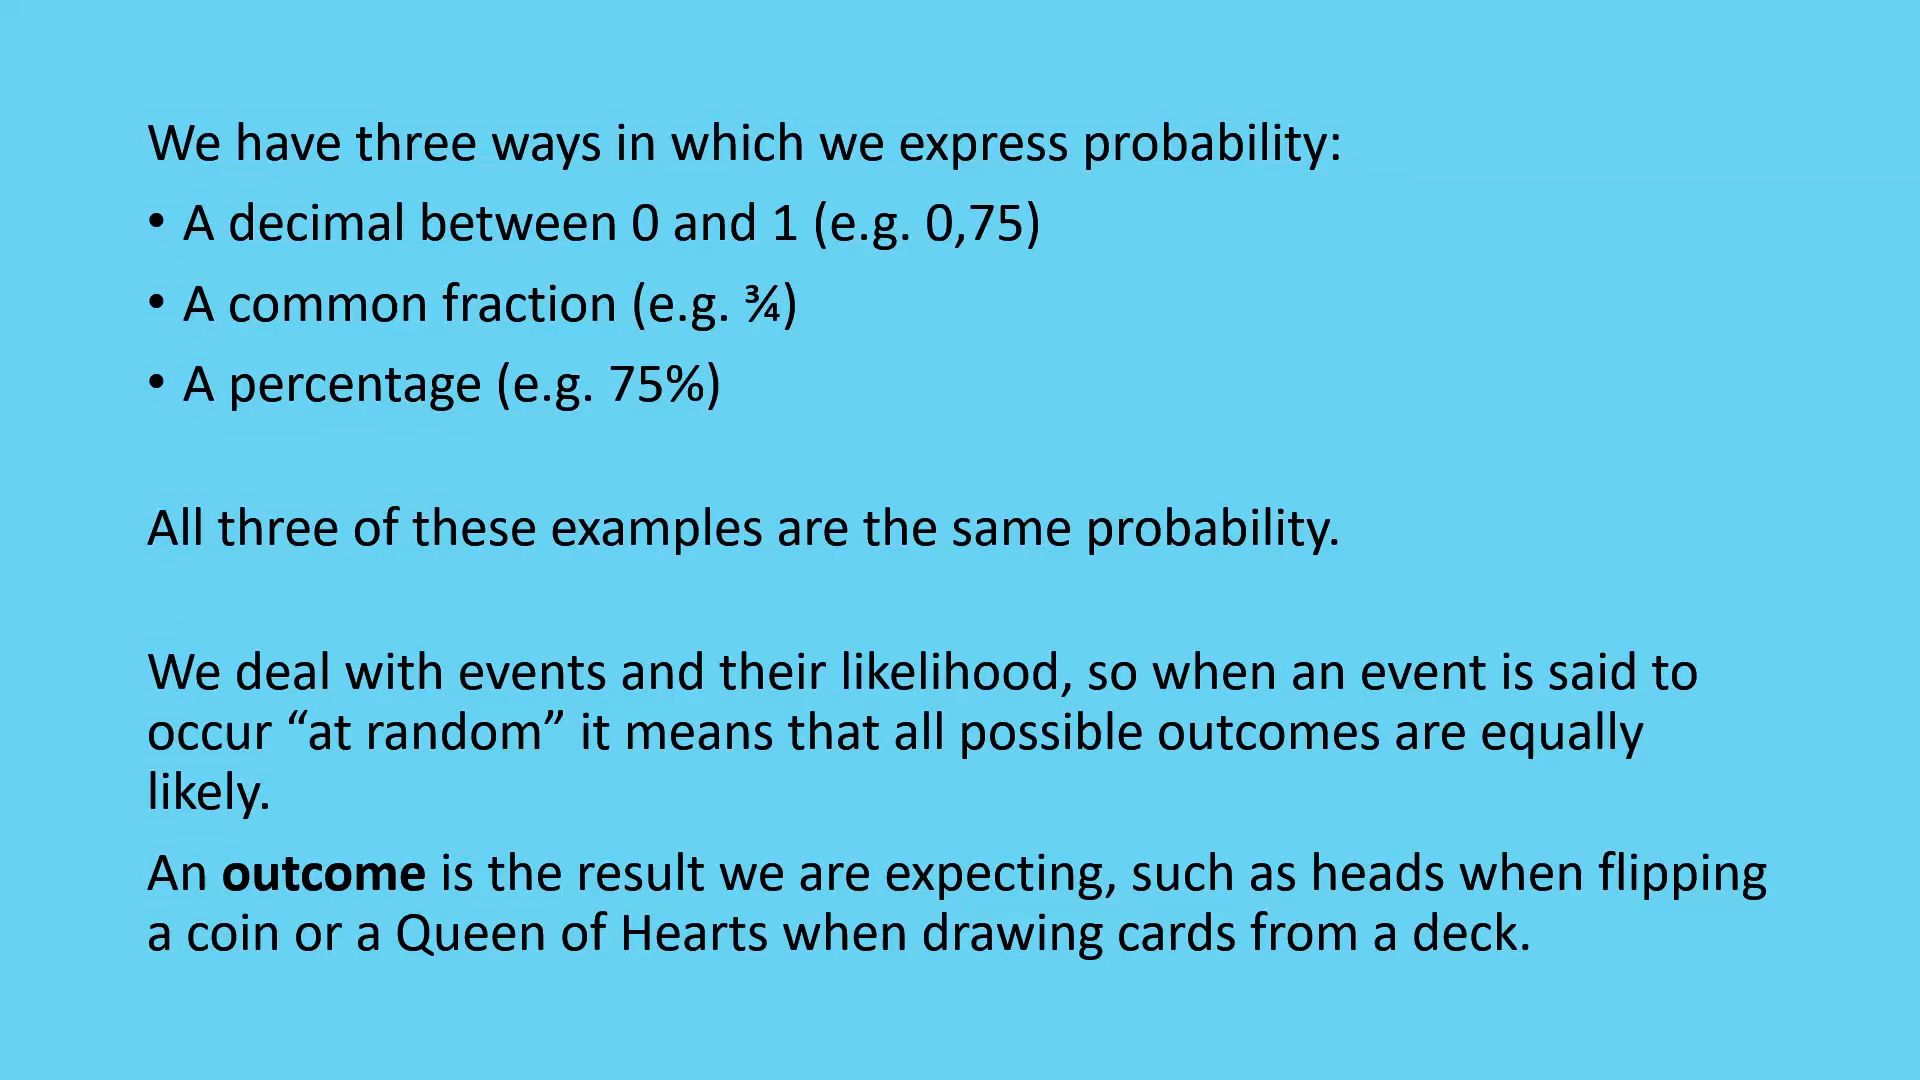 We have three ways in which we express probability:
• A decimal between 0 and 1 (e.g. 0,75)
• A common fraction (e.g. ¾)
• A percentage (e.g. 75%)
All three of these examples are the same probability.
We deal with events and their likelihood, so when an event is said to
occur “at random” it means that all possible outcomes are equally
likely.
An outcome is the result we are expecting, such as heads when flipping
a coin or a Queen of Hearts when drawing cards from a deck.